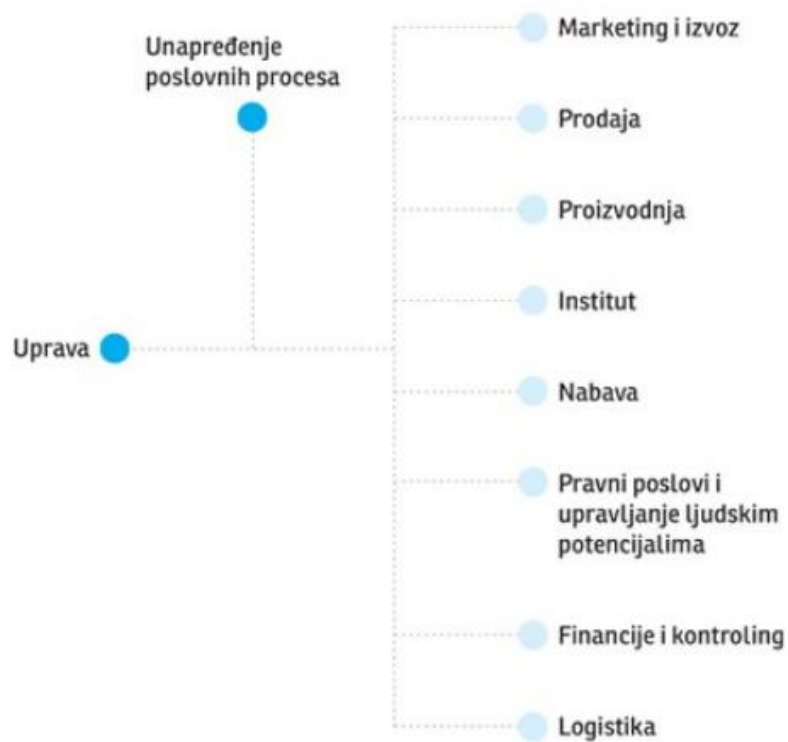 Unapređenje
poslovnih procesa
Uprava
Marketing i izvoz
Prodaja
Proizvodnja
Institut
Nabava
Pravni poslovi i
upravljanje ljudskim
potencijalima
Financije i kontroling
Logistika